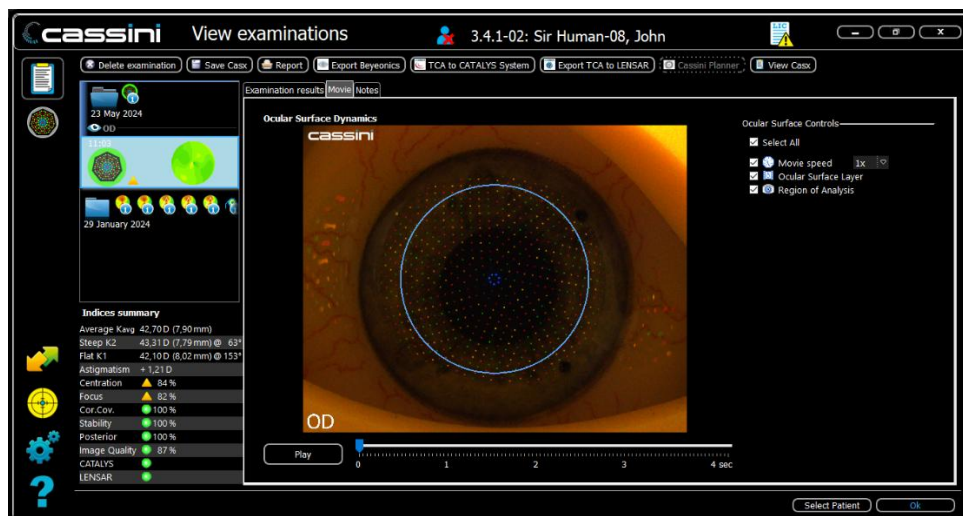 cassini
View examinations
3.4.1-02: Sir Human-08, John
LIC
Delete examination
Save Casx
Report
Export Beyeonics
TCA to CATALYS System
Export TCA to LENSAR
Cassini Planner
View Casx
23 May 2024
OD
11:03
29 January 2024
Examination results
Movie
Notes
Ocular Surface Dynamics
cassini
OD
Ocular Surface Controls
Select All
Movie speed 1x
Ocular Surface Layer
Region of Analysis
Indices summary
Average Kavg 42,70 D (7,90 mm)
Steep K2 43,31 D (7,79 mm) @ 63°
Flat K1 42,10 D (8,02 mm) @ 153°
Astigmatism + 1,21 D
Centration 84 %
Focus 82 %
Cor.Cov. 100 %
Stability 100 %
Posterior 100 %
Image Quality 87 %
CATALYS
LENSAR
Play
0 1 2 3 4 sec
Select Patient
Ok